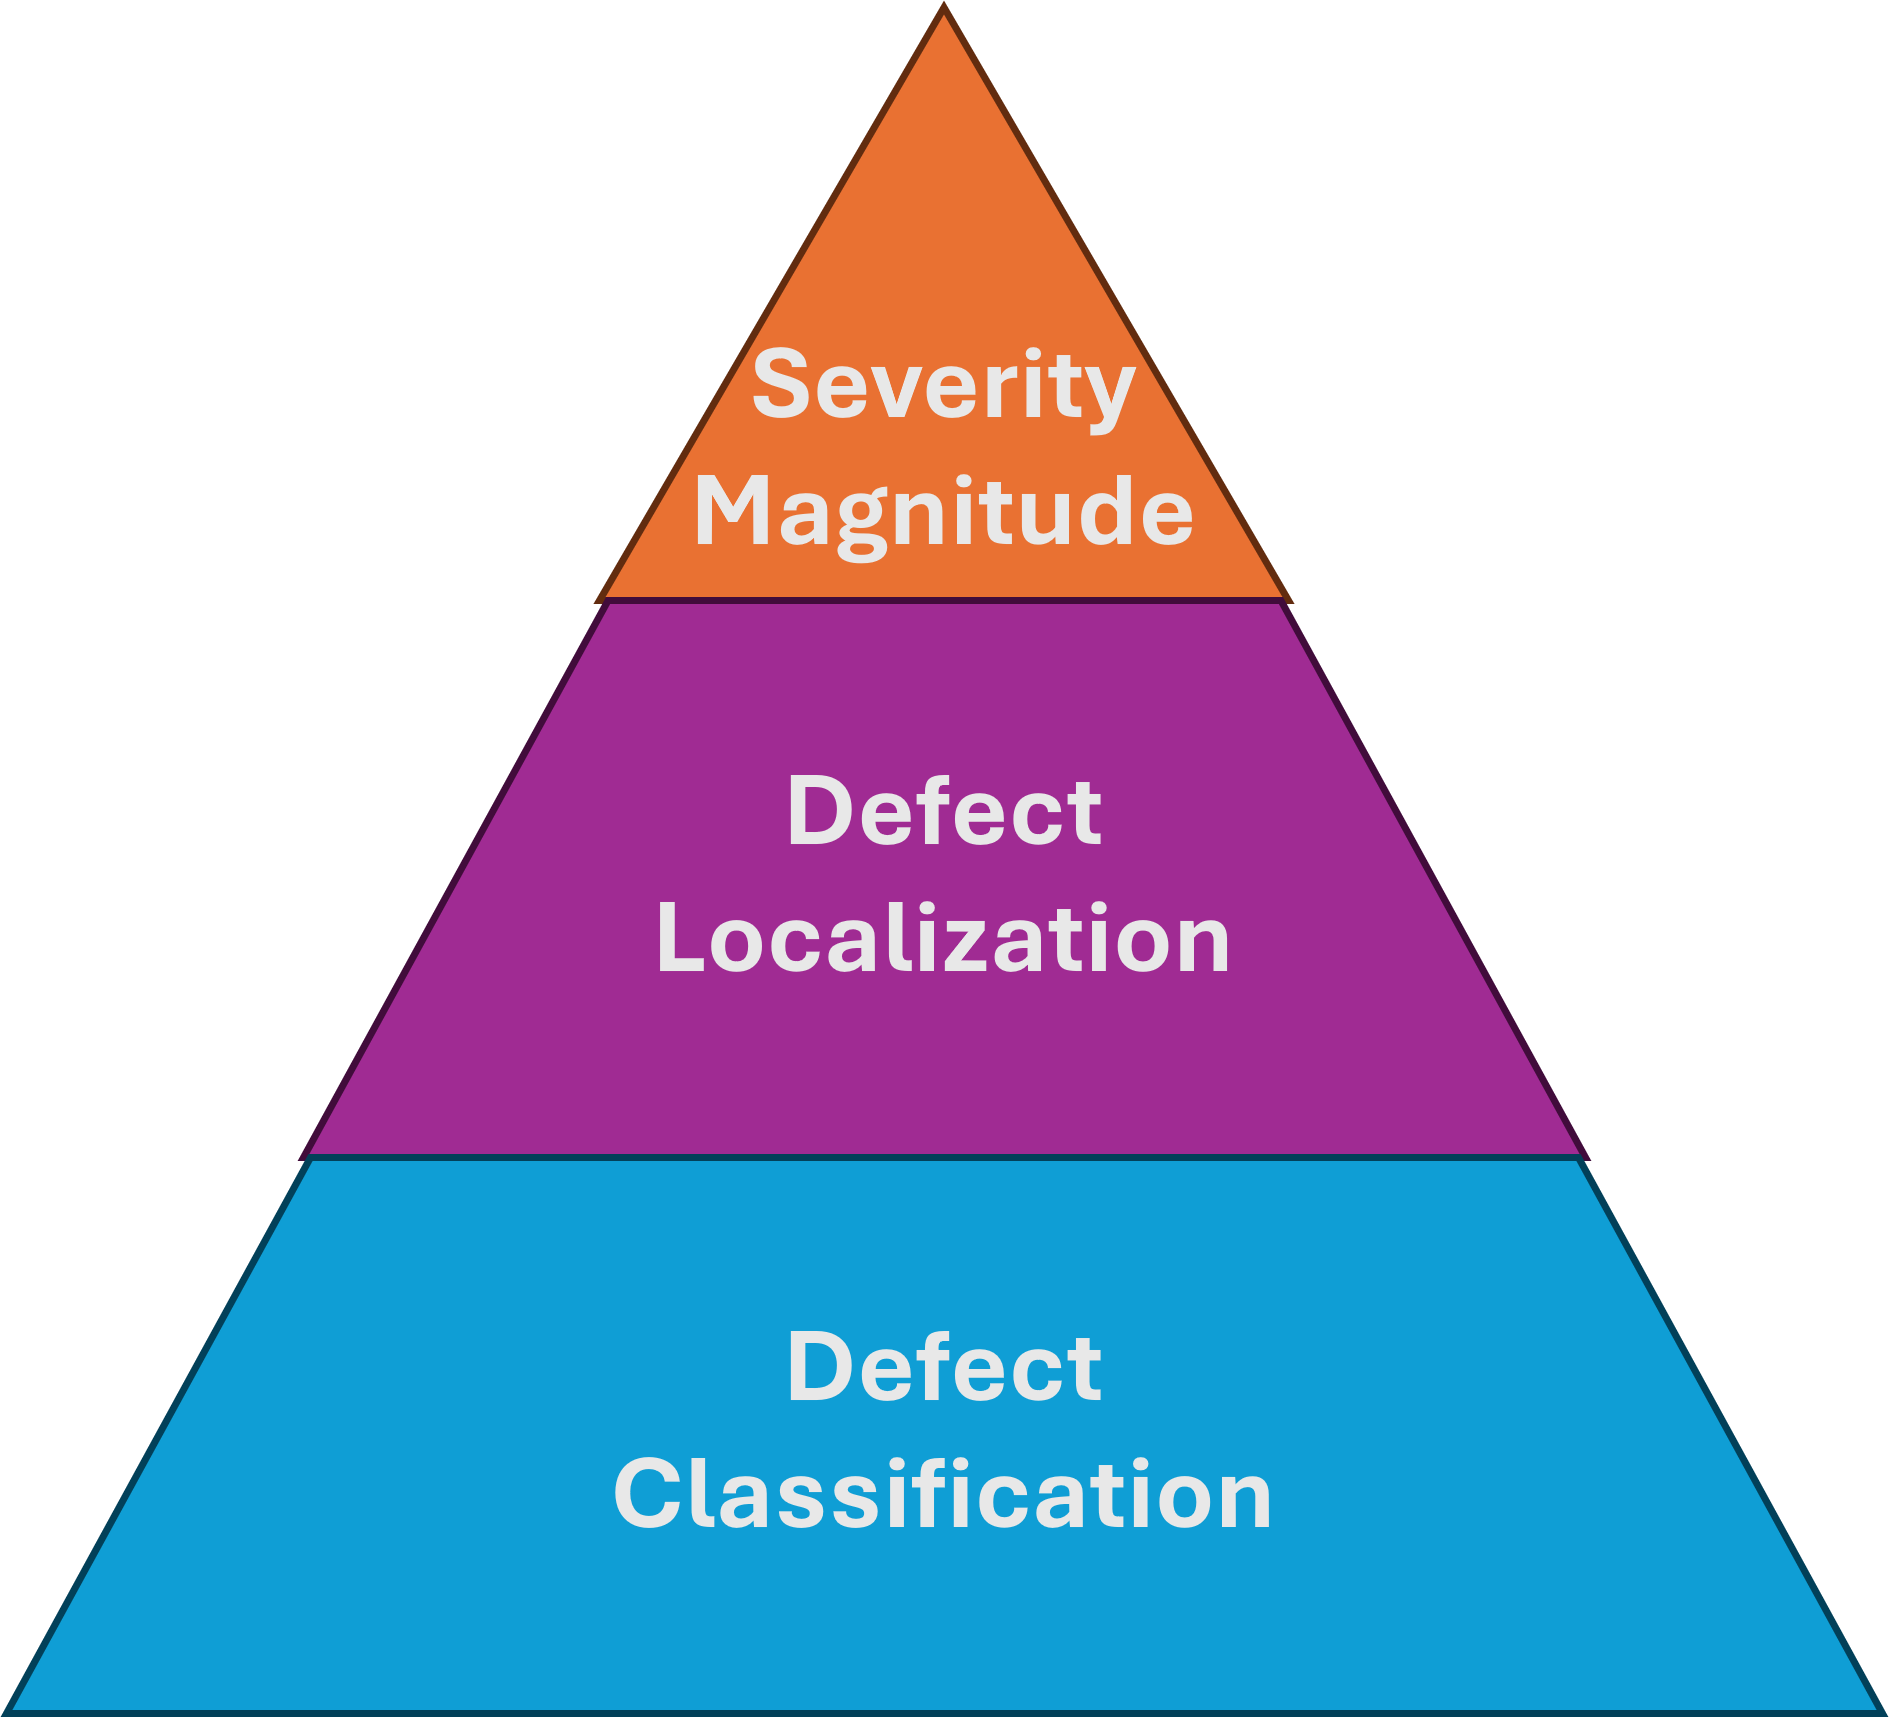 Severity
Magnitude
Defect
Localization
Defect
Classification